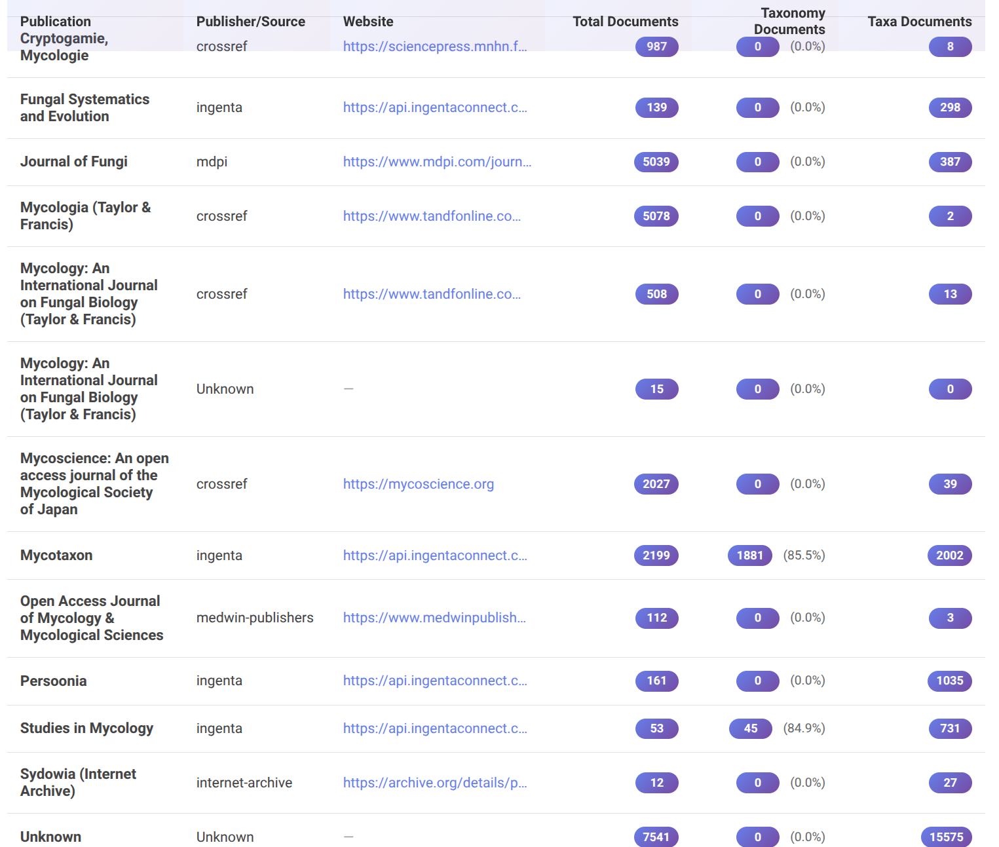 Publication Publisher/Source Website Total Documents Taxonomy Documents Taxa Documents
Cryptogamie, Mycologie crossref https://sciencepress.mnhn.f... 987 0 (0.0%) 8
Fungal Systematics and Evolution ingenta https://api.ingentaconnect.c... 139 0 (0.0%) 298
Journal of Fungi mdpi https://www.mdpi.com/journ... 5039 0 (0.0%) 387
Mycologia (Taylor & Francis) crossref https://www.tandfonline.co... 5078 0 (0.0%) 2
Mycology: An International Journal on Fungal Biology (Taylor & Francis) crossref https://www.tandfonline.co... 508 0 (0.0%) 13
Mycology: An International Journal on Fungal Biology (Taylor & Francis) Unknown — 15 0 (0.0%) 0
Mycoscience: An open access journal of the Mycological Society of Japan crossref https://mycoscience.org 2027 0 (0.0%) 39
Mycotaxon ingenta https://api.ingentaconnect.c... 2199 1881 (85.5%) 2002
Open Access Journal of Mycology & Mycological Sciences medwin-publishers https://www.medwinpublish... 112 0 (0.0%) 3
Persoonia ingenta https://api.ingentaconnect.c... 161 0 (0.0%) 1035
Studies in Mycology ingenta https://api.ingentaconnect.c... 53 45 (84.9%) 731
Sydowia (Internet Archive) internet-archive https://archive.org/details/p... 12 0 (0.0%) 27
Unknown Unknown — 7541 0 (0.0%) 15575